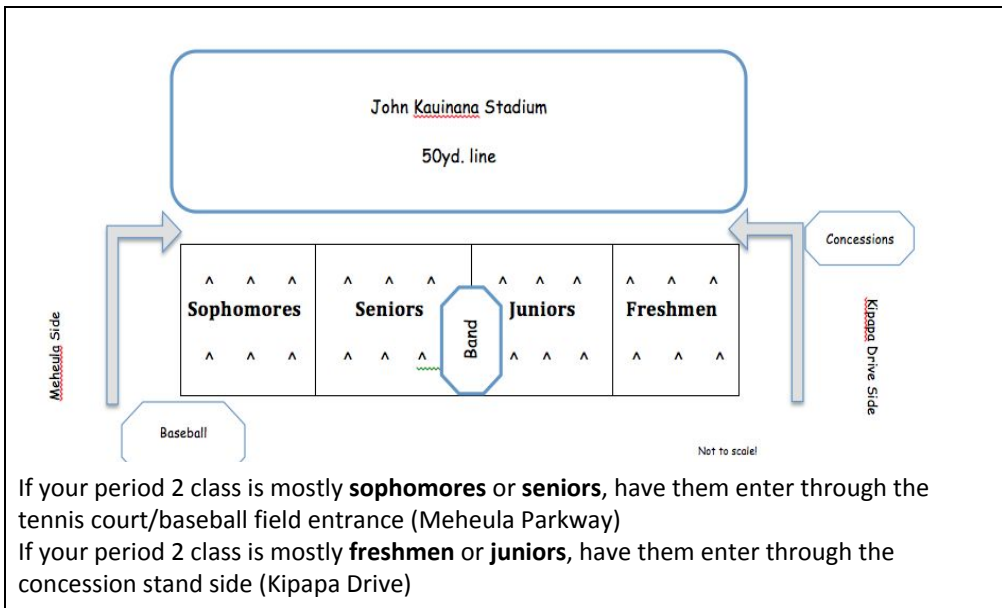 John Kauinana Stadium
50yd. line
Concessions
^ ^ ^ ^ ^ ^ ^ ^ ^ ^ ^ ^
Sophomores Seniors Juniors Freshmen
Band
^ ^ ^ ^ ^ ^ ^ ^ ^ ^ ^ ^
Meheula Side
Kipapa Drive Side
Baseball
Not to scale!
If your period 2 class is mostly sophomores or seniors, have them enter through the
tennis court/baseball field entrance (Meheula Parkway)
If your period 2 class is mostly freshmen or juniors, have them enter through the
concession stand side (Kipapa Drive)